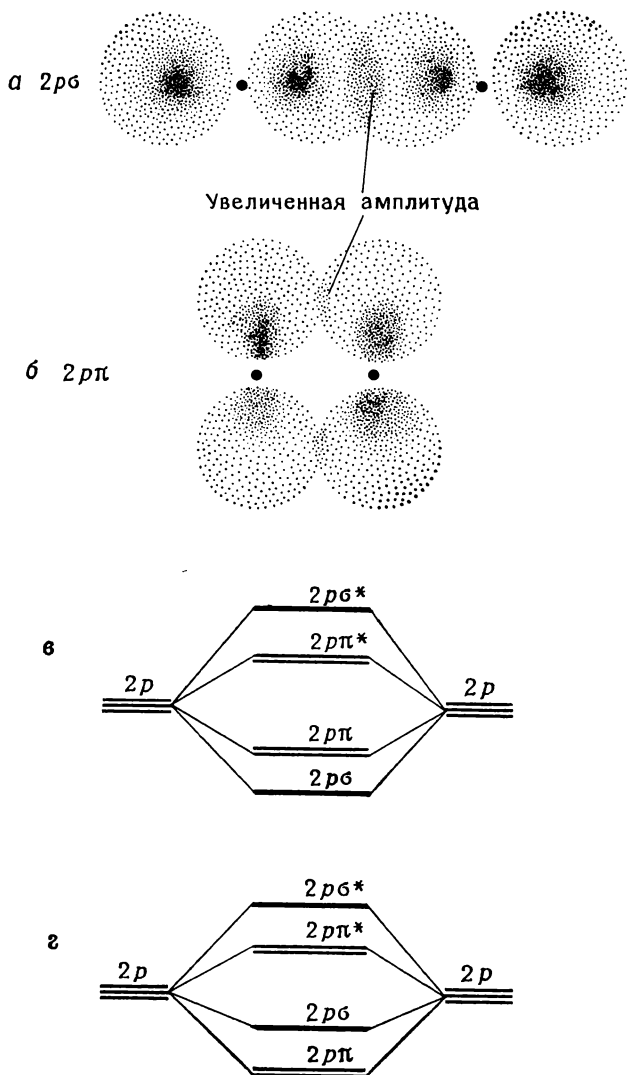 а 2pσ
Увеличенная амплитуда
б 2pπ
в
2pσ*
2pπ*
2p 2p
2pπ
2pσ
г
2pσ*
2pπ*
2p 2p
2pσ
2pπ